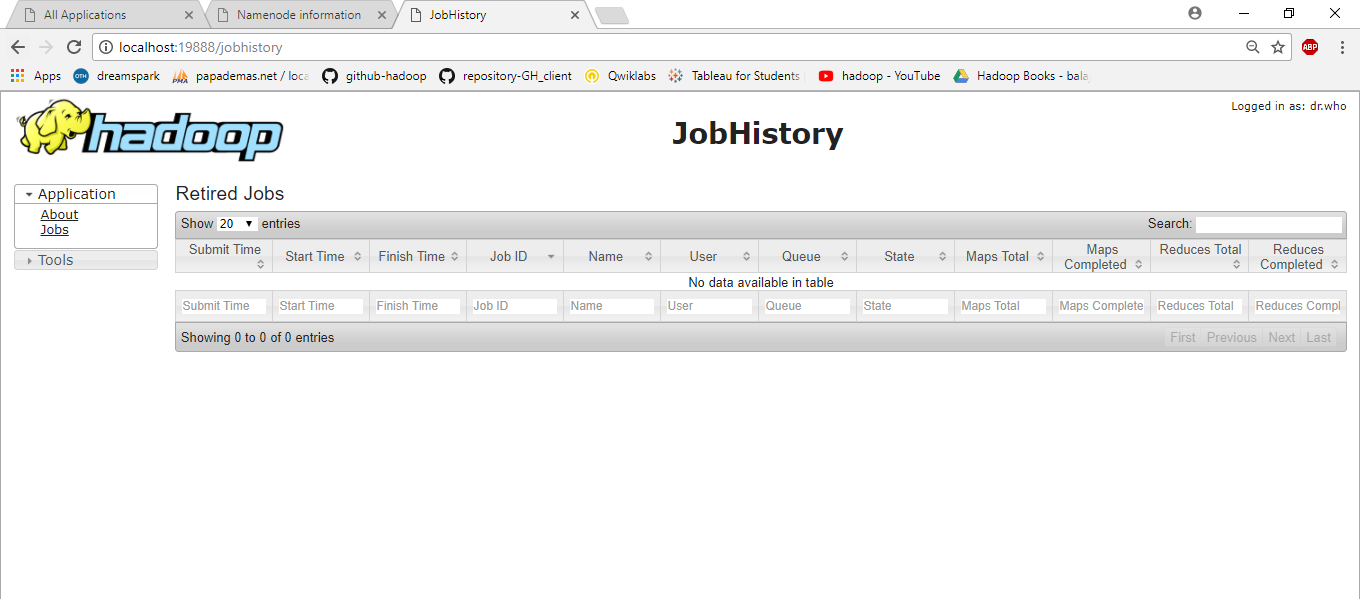 All Applications
Namenode information
JobHistory
localhost:19888/jobhistory
ABP
Apps
OTN
dreamspark
PMA
papademas.net / loca
github-hadoop
repository-GH_client
Qwiklabs
Tableau for Students
hadoop - YouTube
Hadoop Books - bala
hadoop
JobHistory
Logged in as: dr.who
Application
About
Jobs
Tools
Retired Jobs
Show 20 entries
Search:
Submit Time Start Time Finish Time Job ID Name User Queue State Maps Total Maps Completed Reduces Total Reduces Completed
No data available in table
Submit Time Start Time Finish Time Job ID Name User Queue State Maps Total Maps Complete Reduces Total Reduces Compl
Showing 0 to 0 of 0 entries
First Previous Next Last